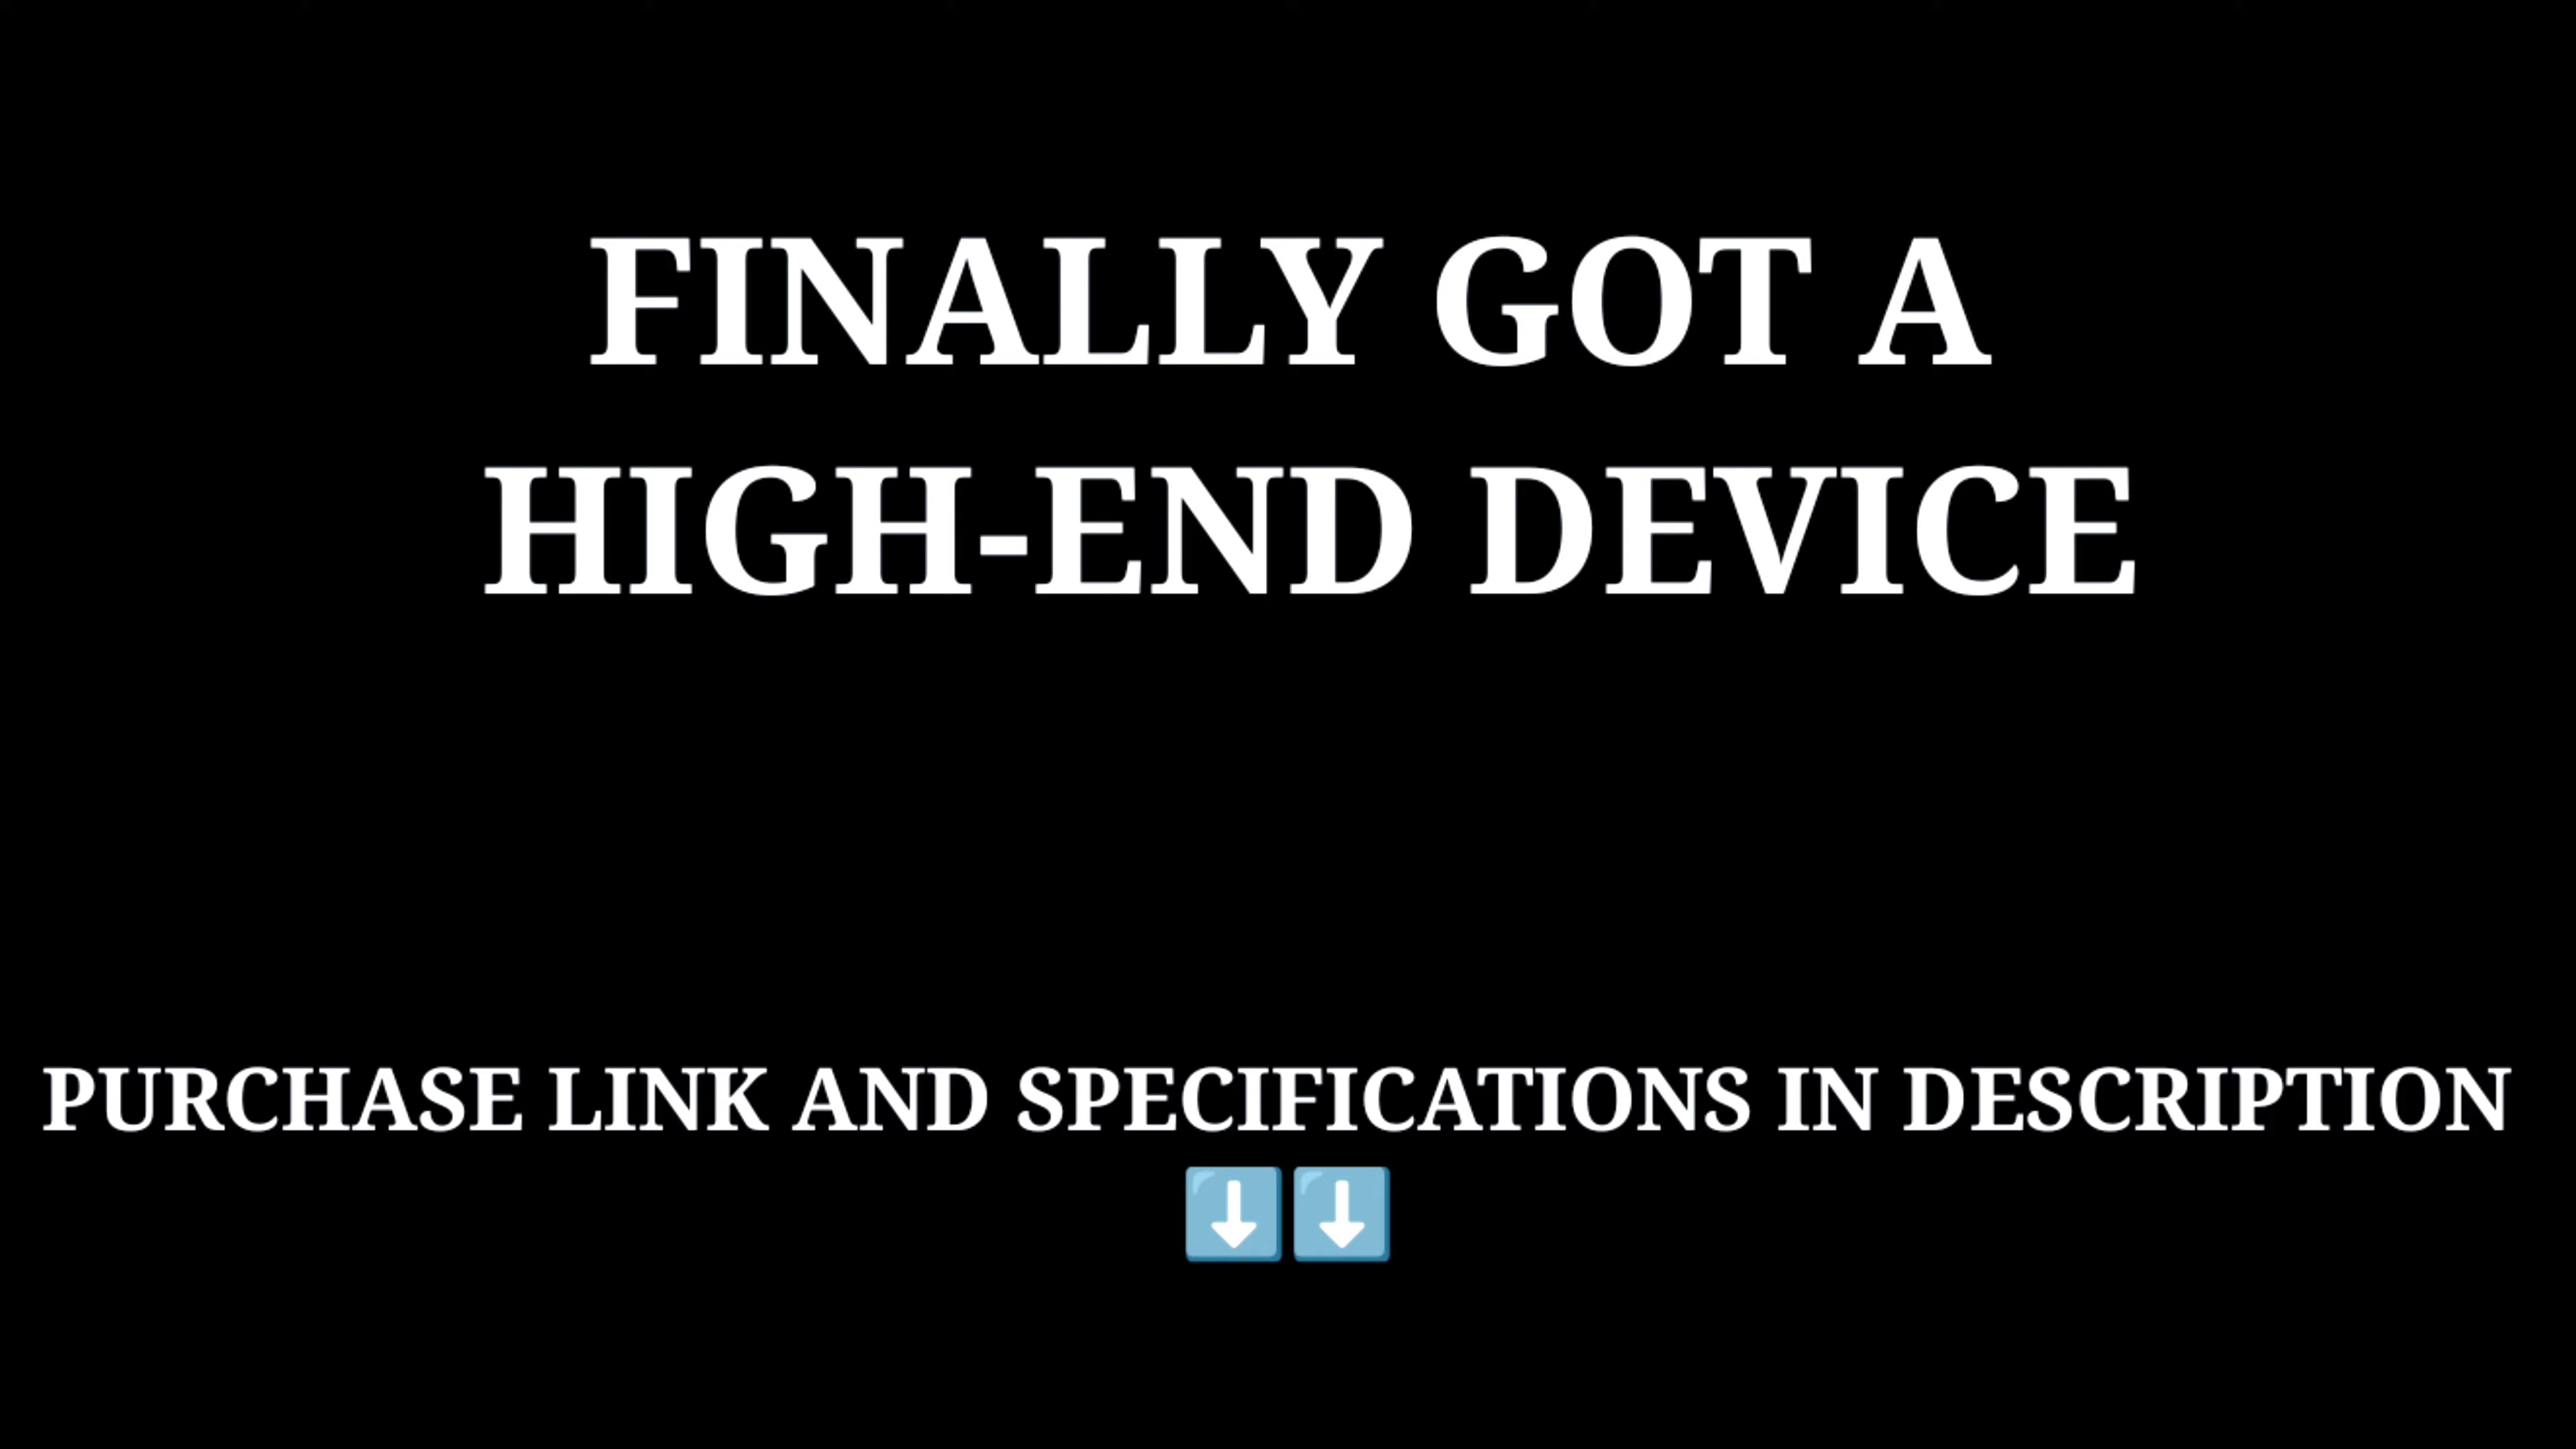 FINALLY GOT A
HIGH-END DEVICE
PURCHASE LINK AND SPECIFICATIONS IN DESCRIPTION
⬇️⬇️